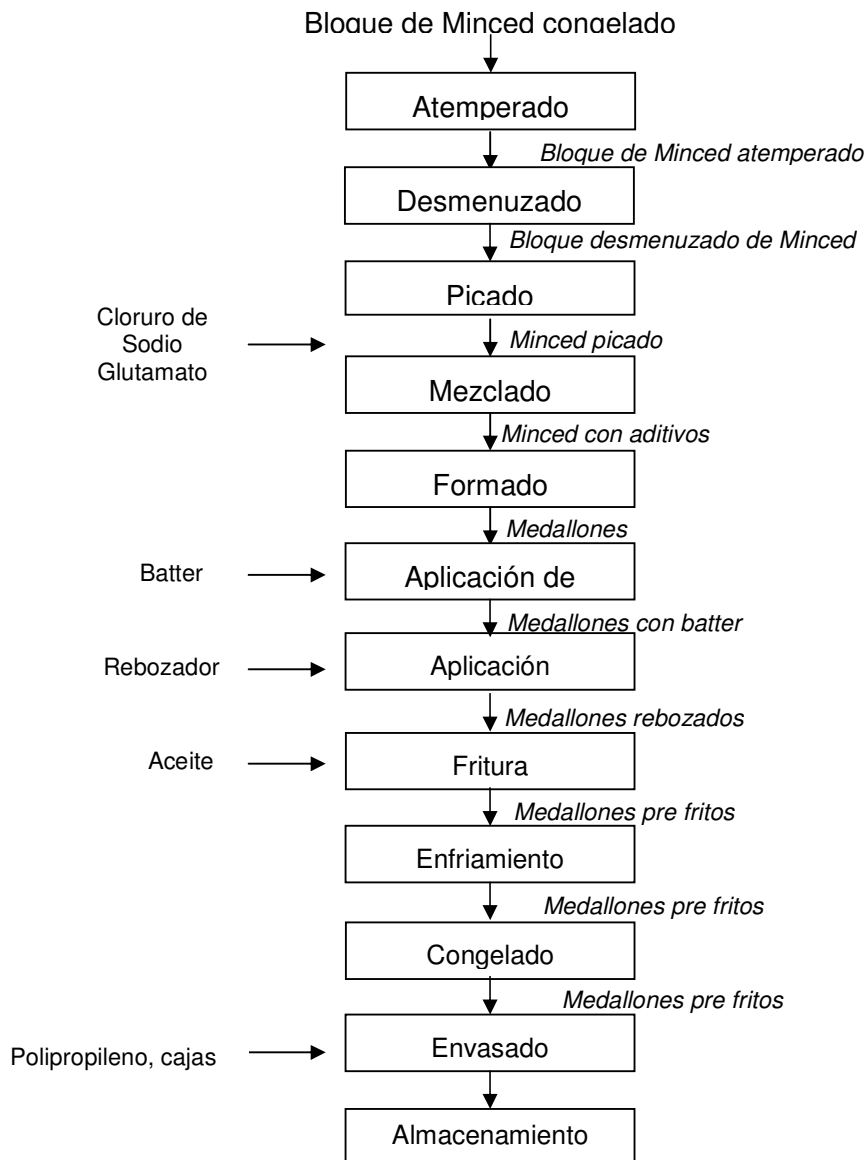 Bloque de Minced congelado
Atemperado
Bloque de Minced atemperado
Desmenuzado
Bloque desmenuzado de Minced
Picado
Cloruro de
Sodio
Glutamato
Minced picado
Mezclado
Minced con aditivos
Formado
Medallones
Batter
Aplicación de
Medallones con batter
Rebozador
Aplicación
Medallones rebozados
Aceite
Fritura
Medallones pre fritos
Enfriamiento
Medallones pre fritos
Congelado
Medallones pre fritos
Polipropileno, cajas
Envasado
Almacenamiento